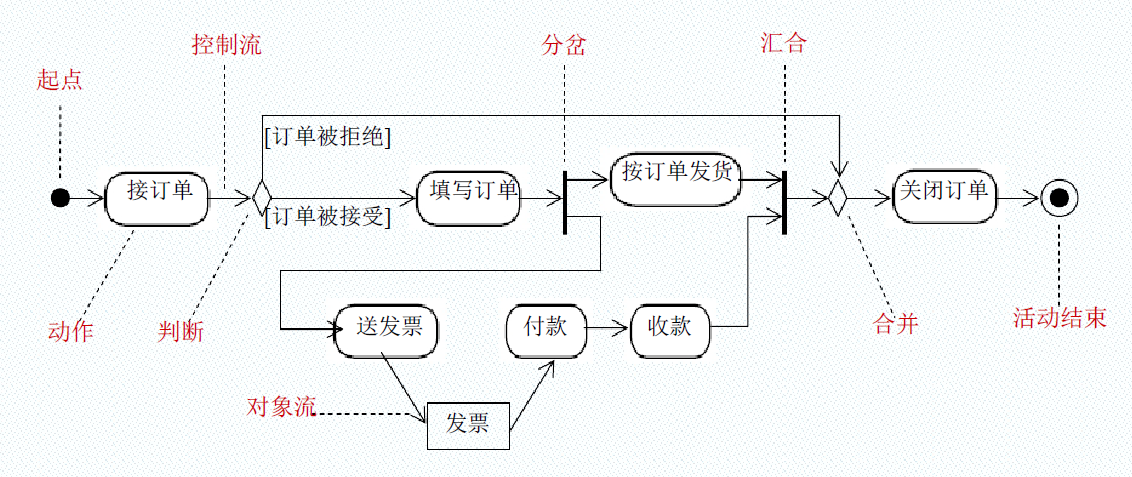 控制流
分岔
汇合
起点
[订单被拒绝]
接订单
填写订单
按订单发货
关闭订单
[订单被接受]
动作
判断
送发票
付款
收款
合并
活动结束
对象流
发票